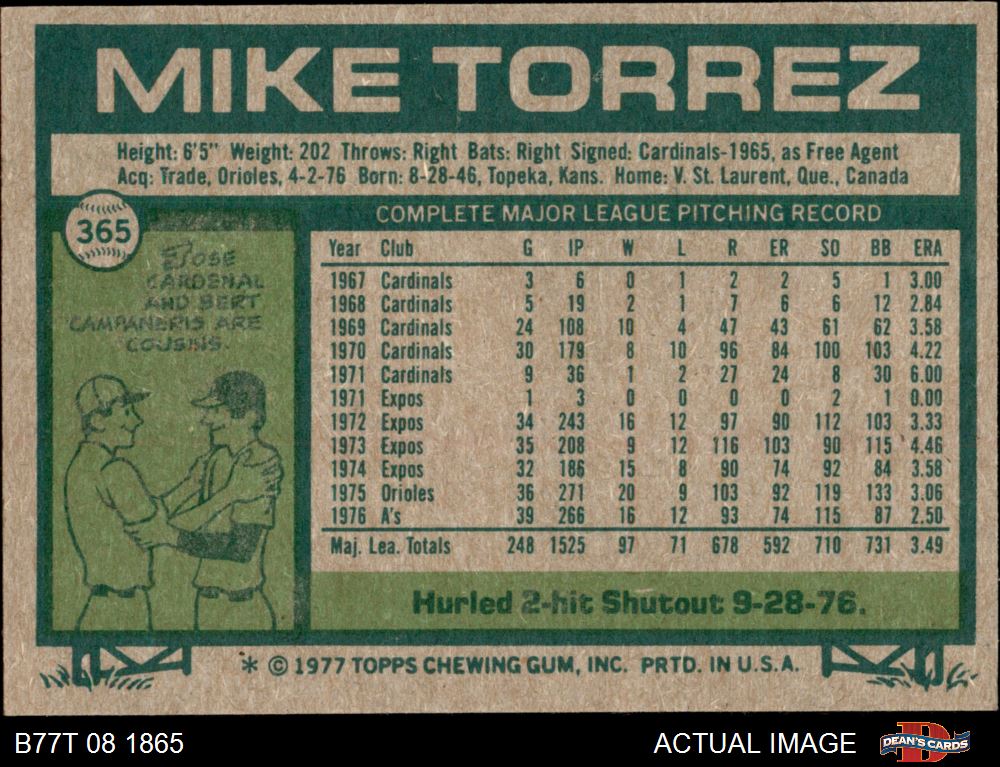 MIKE TORREZ
Height: 6'5" Weight: 202 Throws: Right Bats: Right Signed: Cardinals-1965, as Free Agent
Acq: Trade, Orioles, 4-2-76 Born: 8-28-46, Topeka, Kans. Home: V. St. Laurent, Que., Canada
365
JOSE
CARDENAL
AND BERT
CAMPANERIS ARE
COUSINS.
COMPLETE MAJOR LEAGUE PITCHING RECORD
Year Club G IP W L R ER SO BB ERA
1967 Cardinals 3 6 0 1 2 2 5 1 3.00
1968 Cardinals 5 19 2 1 7 6 6 12 2.84
1969 Cardinals 24 108 10 4 47 43 61 62 3.58
1970 Cardinals 30 179 8 10 96 84 100 103 4.22
1971 Cardinals 9 36 1 2 27 24 8 30 6.00
1971 Expos 1 3 0 0 0 0 2 1 0.00
1972 Expos 34 243 16 12 97 90 112 103 3.33
1973 Expos 35 208 9 12 116 103 90 115 4.46
1974 Expos 32 186 15 8 90 74 92 84 3.58
1975 Orioles 36 271 20 9 103 92 119 133 3.06
1976 A's 39 266 16 12 93 74 115 87 2.50
Maj. Lea. Totals 248 1525 97 71 678 592 710 731 3.49
Hurled 2-hit Shutout 9-28-76.
* © 1977 TOPPS CHEWING GUM, INC. PRTD. IN U.S.A.
B77T 08 1865
ACTUAL IMAGE
DEAN'S CARDS